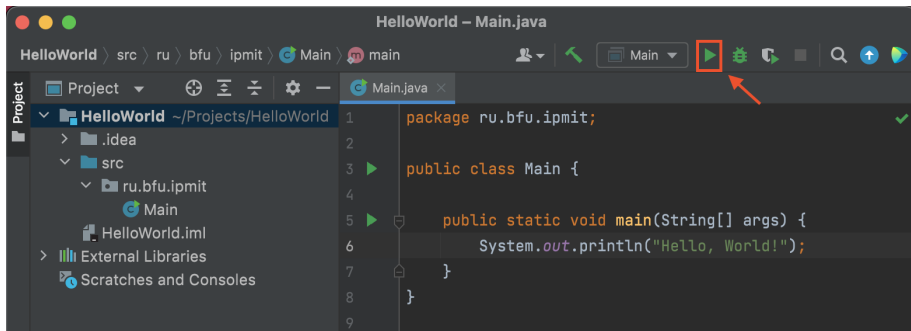 HelloWorld – Main.java
HelloWorld src ru bfu ipmit Main main Main
Project
Project
Main.java
HelloWorld ~/Projects/HelloWorld
.idea
src
ru.bfu.ipmit
Main
HelloWorld.iml
External Libraries
Scratches and Consoles
1 package ru.bfu.ipmit;
2
3 public class Main {
4
5 public static void main(String[] args) {
6 System.out.println("Hello, World!");
7 }
8 }
9